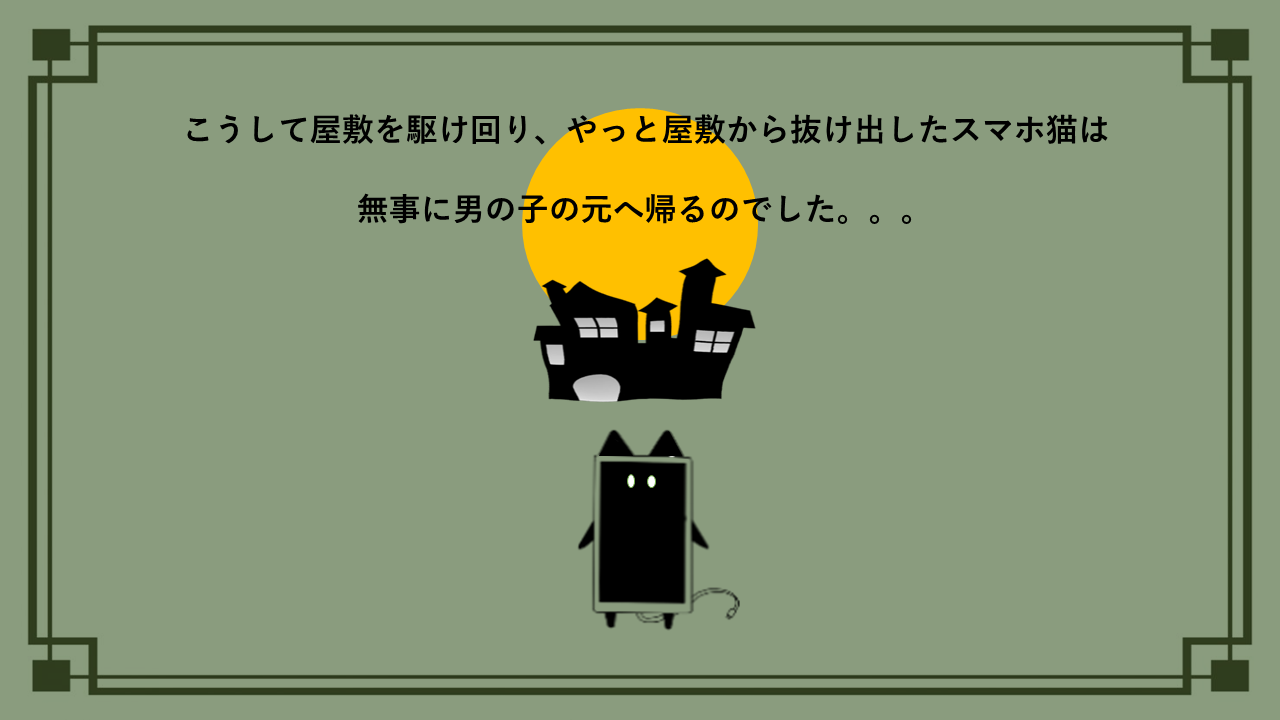 こうして屋敷を駆け回り、やっと屋敷から抜け出したスマホ猫は
無事に男の子の元へ帰るのでした。。。